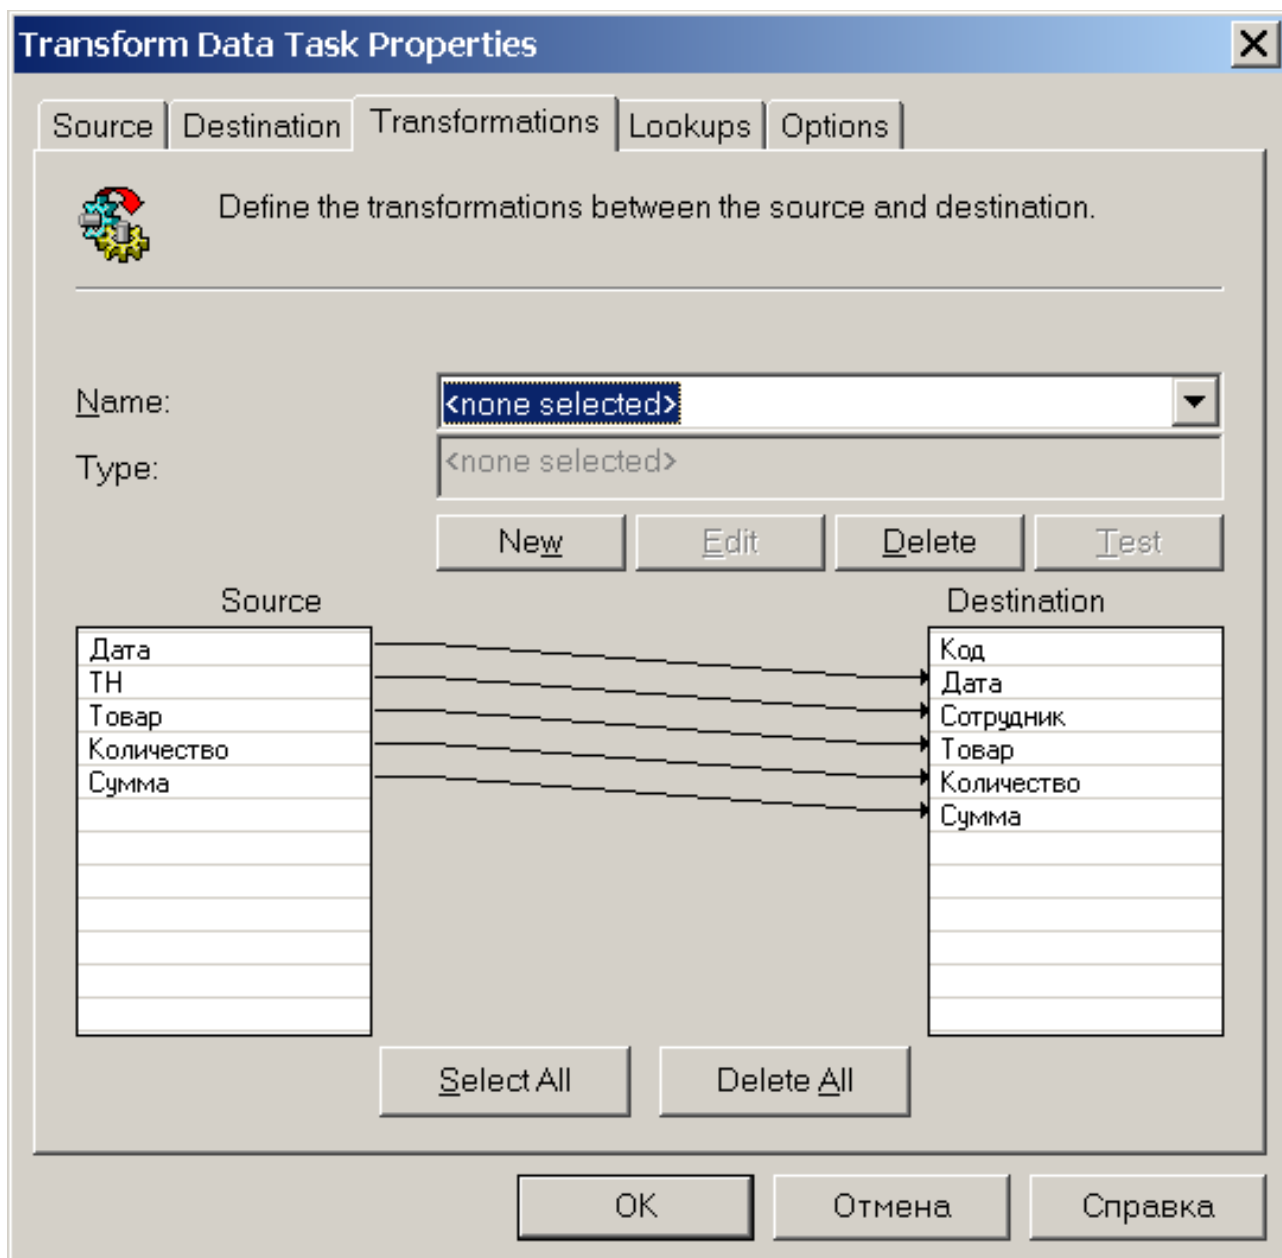 Transform Data Task Properties
Source Destination Transformations Lookups Options
Define the transformations between the source and destination.
Name: <none selected>
Type: <none selected>
New Edit Delete Test
Source Destination
Дата Код
ТН Дата
Товар Сотрудник
Количество Товар
Сумма Количество
Сумма
Select All Delete All
OK Отмена Справка